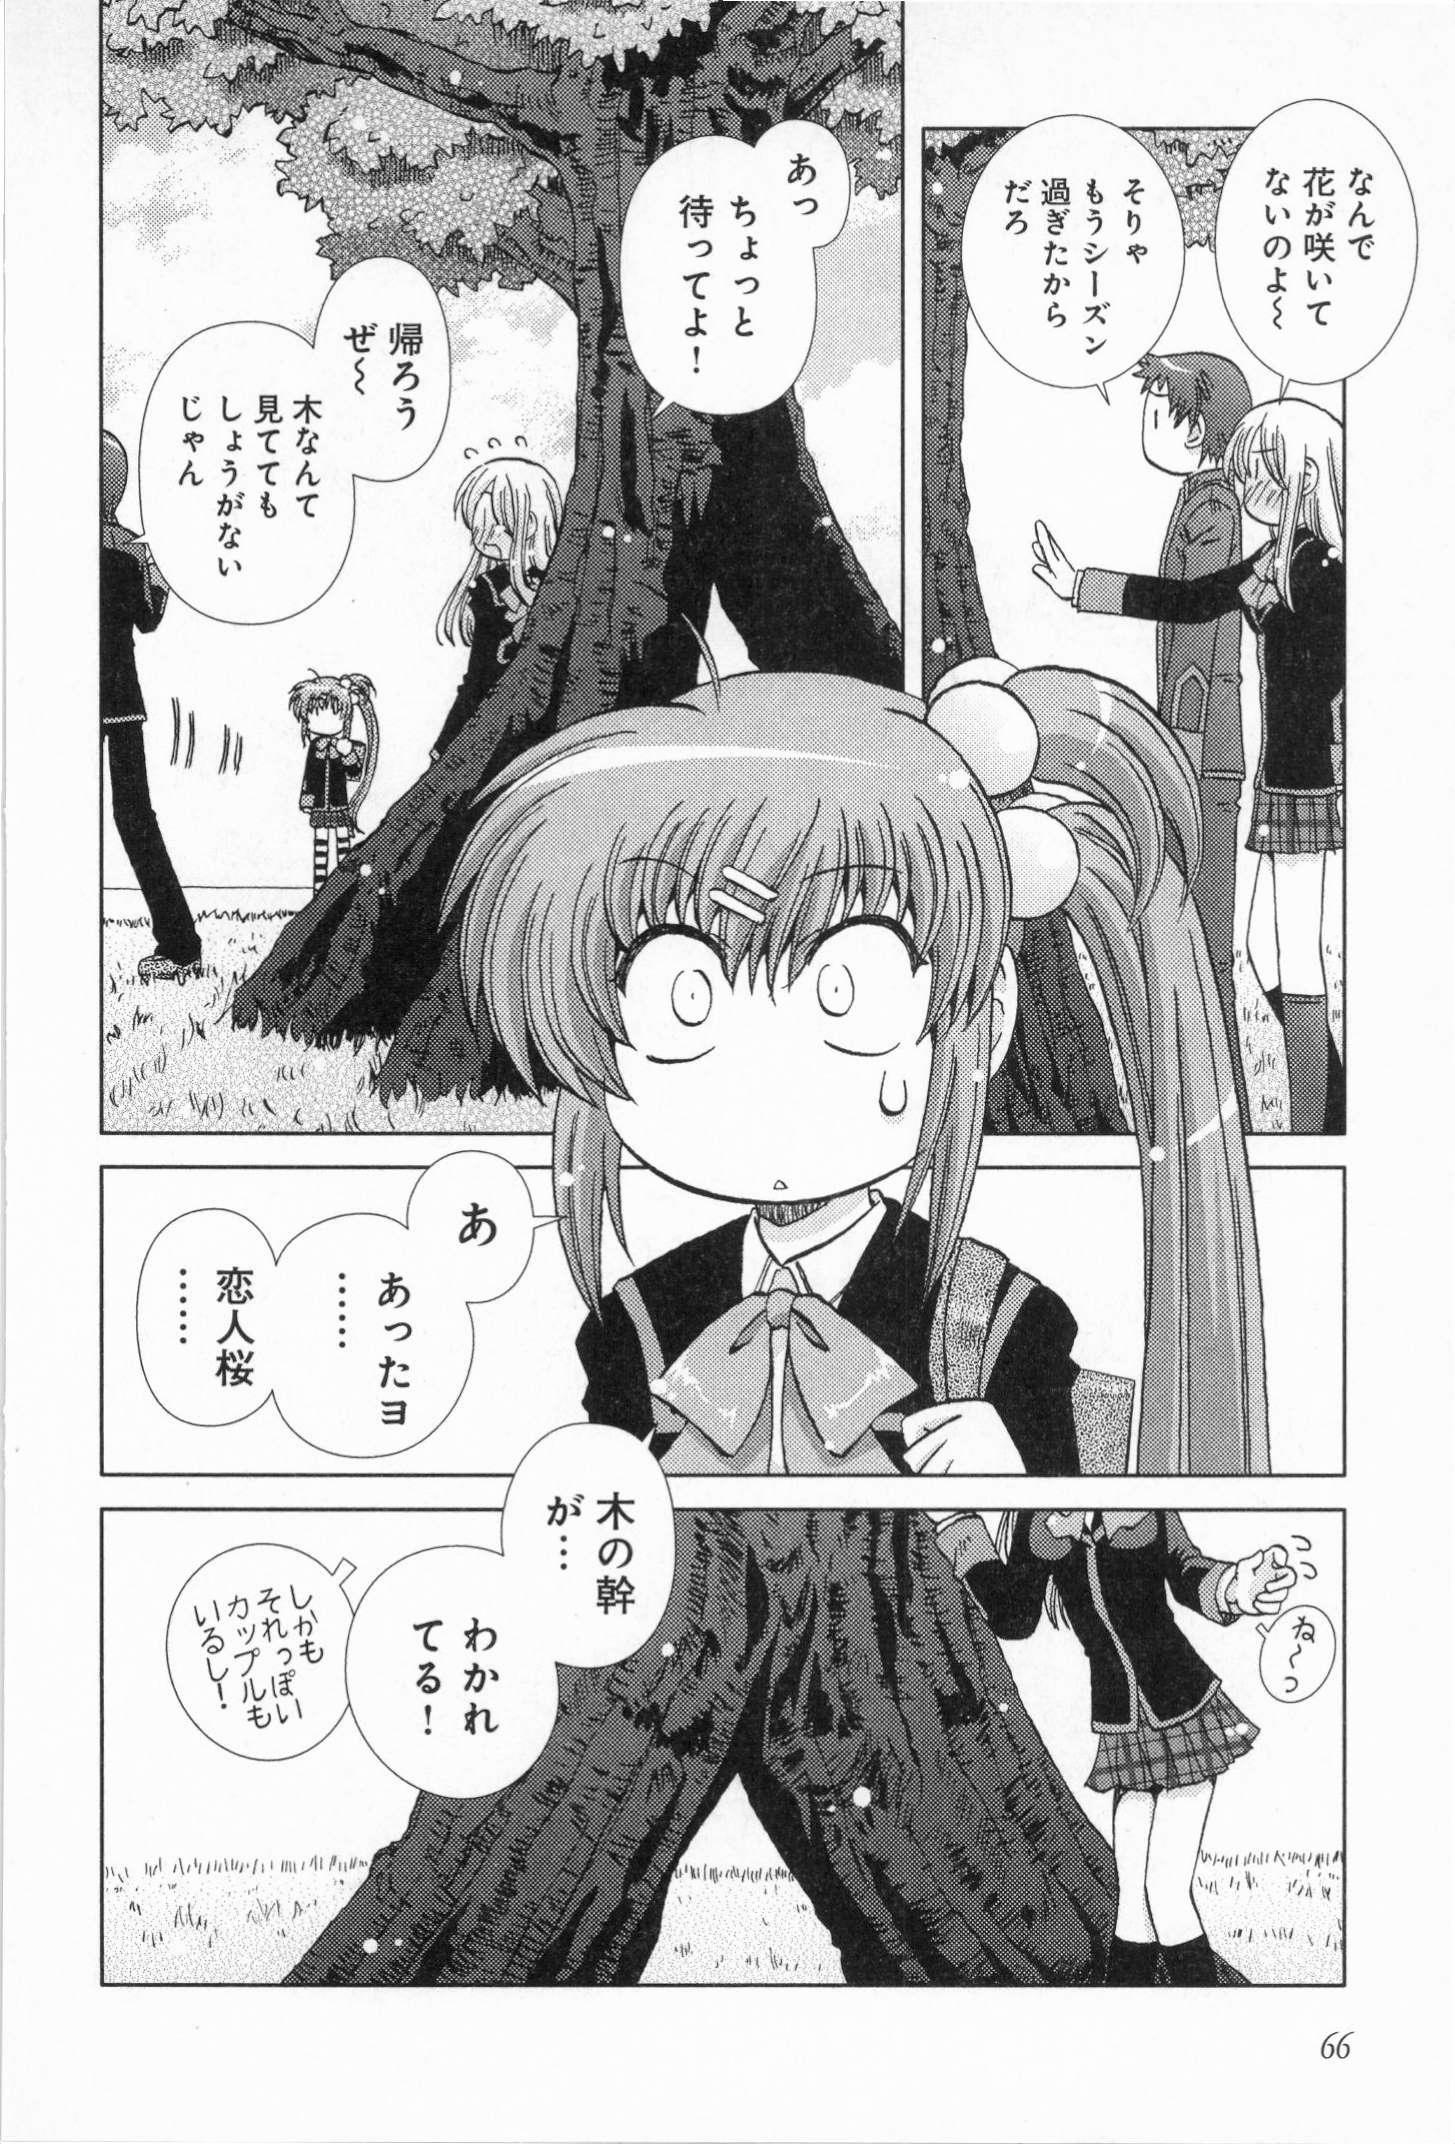 なんで
花が咲いて
ないのよ〜
そりゃ
もうシーズン
過ぎたから
だろ
あっ
ちょっと
待ってよ！
帰ろう
ぜ〜
木なんて
見てても
しょうがない
じゃん
あ
あったヨ
……
恋人桜
……
木の幹
が…
わかれ
てる！
しかも
それっぽい
カップルも
いるし！
ね〜っ
66